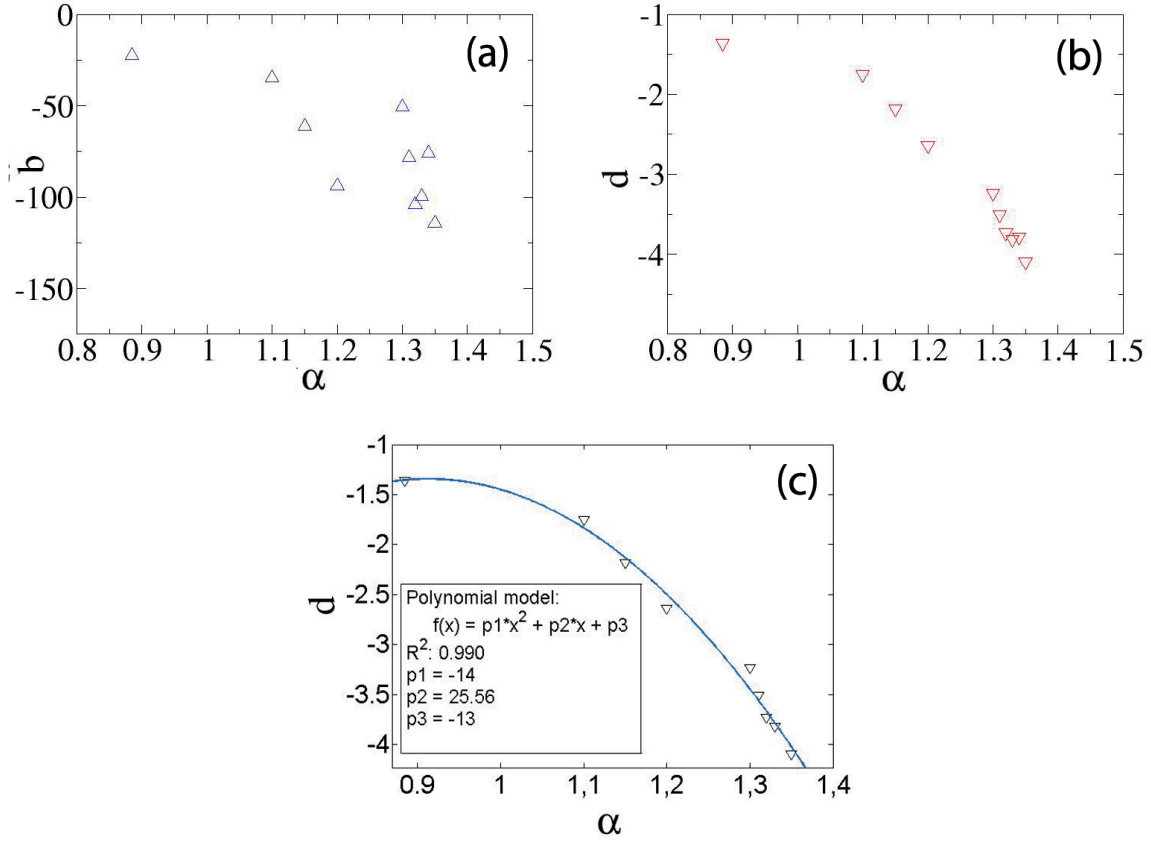 (a)
0
-50
-100
-150
b
0.8 0.9 1 1.1 1.2 1.3 1.4 1.5
α
(b)
-1
-2
-3
-4
d
0.8 0.9 1 1.1 1.2 1.3 1.4 1.5
α
(c)
-1
-1.5
-2
-2.5
-3
-3.5
-4
d
Polynomial model:
f(x) = p1*x² + p2*x + p3
R²: 0.990
p1 = -14
p2 = 25.56
p3 = -13
0.9 1 1,1 1,2 1,3 1,4
α